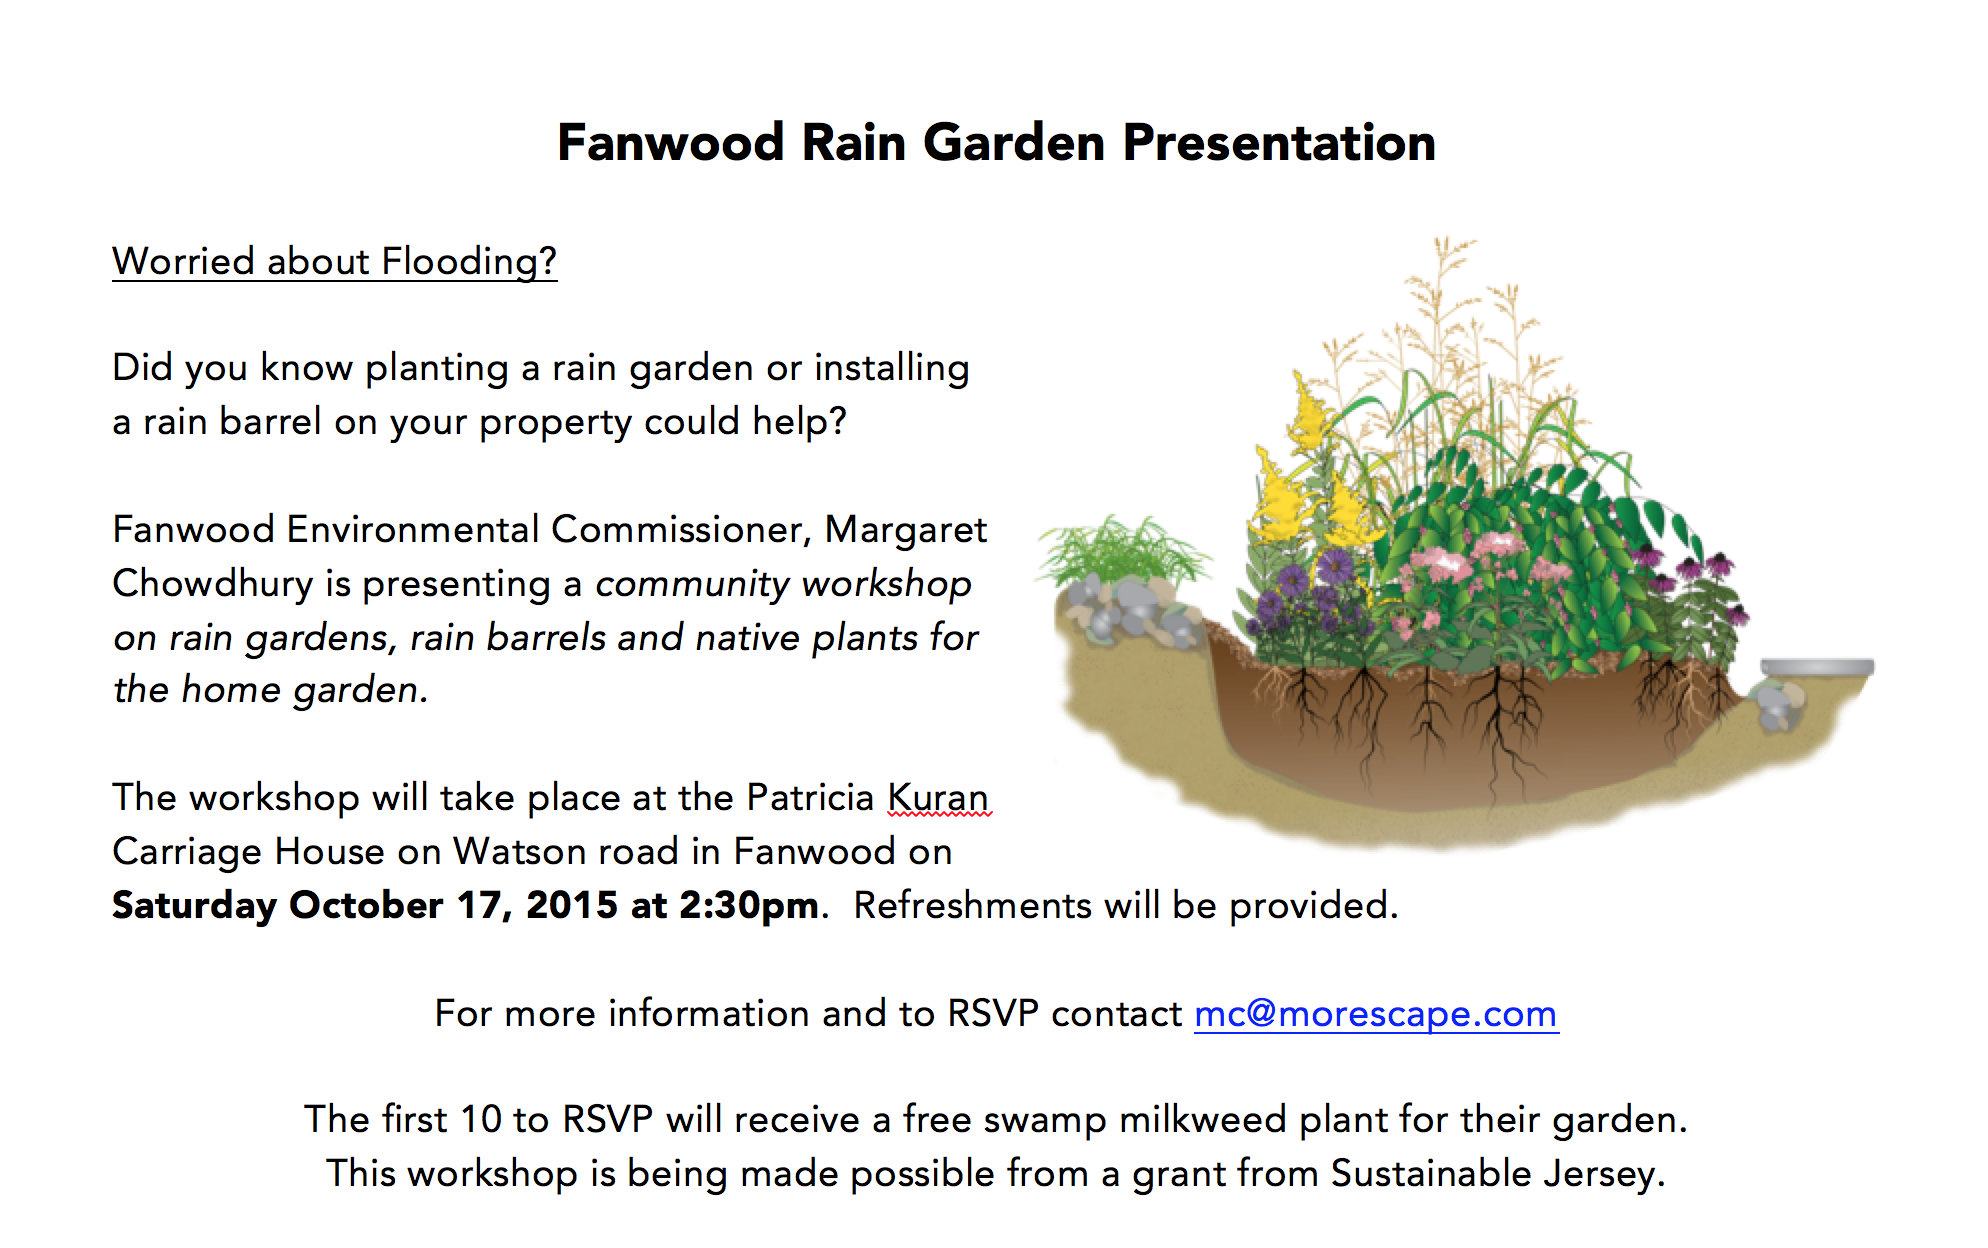 Fanwood Rain Garden Presentation
Worried about Flooding?
Did you know planting a rain garden or installing
a rain barrel on your property could help?
Fanwood Environmental Commissioner, Margaret
Chowdhury is presenting a community workshop
on rain gardens, rain barrels and native plants for
the home garden.
The workshop will take place at the Patricia Kuran
Carriage House on Watson road in Fanwood on
Saturday October 17, 2015 at 2:30pm.  Refreshments will be provided.
For more information and to RSVP contact mc@morescape.com
The first 10 to RSVP will receive a free swamp milkweed plant for their garden.
This workshop is being made possible from a grant from Sustainable Jersey.